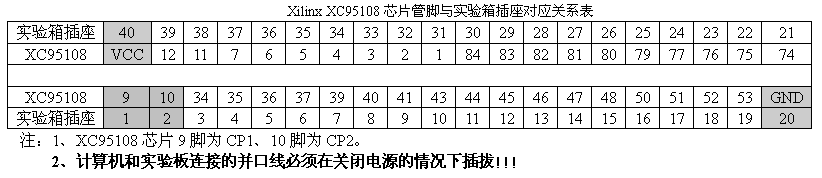 Xilinx XC95108 芯片管脚与实验箱插座对应关系表
实验箱插座 40 39 38 37 36 35 34 33 32 31 30 29 28 27 26 25 24 23 22 21
XC95108 VCC 12 11 7 6 5 4 3 2 1 84 83 82 81 80 79 77 76 75 74
XC95108 9 10 34 35 36 37 39 40 41 43 44 45 46 47 48 50 51 52 53 GND
实验箱插座 1 2 3 4 5 6 7 8 9 10 11 12 13 14 15 16 17 18 19 20
注：1、XC95108 芯片 9 脚为 CP1、10 脚为 CP2。
2、计算机和实验板连接的并口线必须在关闭电源的情况下插拔!!!